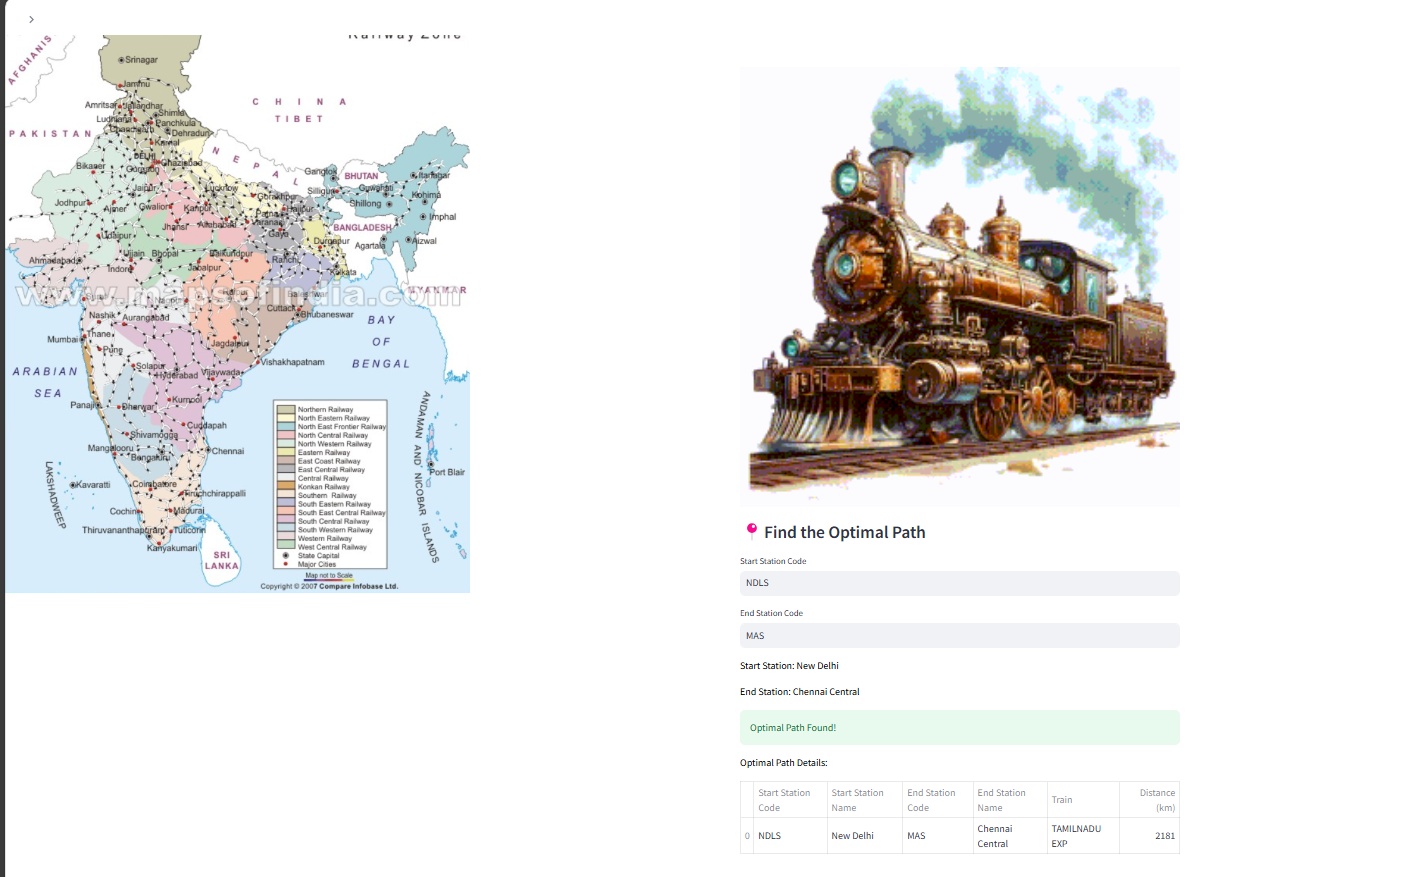 Railway Zone
AFGHANIS
Srinagar
Jammu
Amritsar
Jallandhar
Ludhiana
Shimla
Panchkula
Chandigarh
Dehradun
CHINA
TIBET
PAKISTAN
Karnal
DELHI
Ghaziabad
Gurgaon
NEPAL
Bikaner
Jaipur
Lucknow
Gorakhpur
Gangtok
BHUTAN
Itanagar
Siliguri
Guwahati
Kohima
Shillong
Jodhpur
Ajmer
Gwalior
Kanpur
Patna
Hajipur
Imphal
Jhansi
Allahabad
Varanasi
BANGLADESH
Udaipur
Gaya
Durgapur
Agartala
Aizwal
Ahmadabad
Ujjain
Bhopal
Baikundpur
Ranchi
Indore
Jabalpur
Kolkata
www.mapsofindia.com
MYANMAR
Baleshwar
Cuttack
Bhubaneswar
Nashik
Aurangabad
BAY
OF
BENGAL
Thane
Mumbai
Pune
Jagdalpur
Solapur
Vishakhapatnam
Hyderabad
Vijaywada
ARABIAN
SEA
Panaji
Dharwar
Kurnool
Cuddapah
Shivamogga
Mangalooru
Bengaluru
Chennai
ANDAMAN AND NICOBAR ISLANDS
Port Blair
LAKSHADWEEP
Kavaratti
Coimbatore
Tiruchchirappalli
Cochin
Madurai
Thiruvananthapuram
Tuticorin
Kanyakumari
SRI
LANKA
Northern Railway
North Eastern Railway
North East Frontier Railway
North Central Railway
North Western Railway
Eastern Railway
East Coast Railway
East Central Railway
Central Railway
Konkan Railway
Southern Railway
South Eastern Railway
South East Central Railway
South Central Railway
South Western Railway
Western Railway
West Central Railway
State Capital
Major Cities
Map not to Scale
Copyright © 2007 Compare Infobase Ltd.
Find the Optimal Path
Start Station Code
NDLS
End Station Code
MAS
Start Station: New Delhi
End Station: Chennai Central
Optimal Path Found!
Optimal Path Details:
Start Station Code Start Station Name End Station Code End Station Name Train Distance (km)
0 NDLS New Delhi MAS Chennai Central TAMILNADU EXP 2181